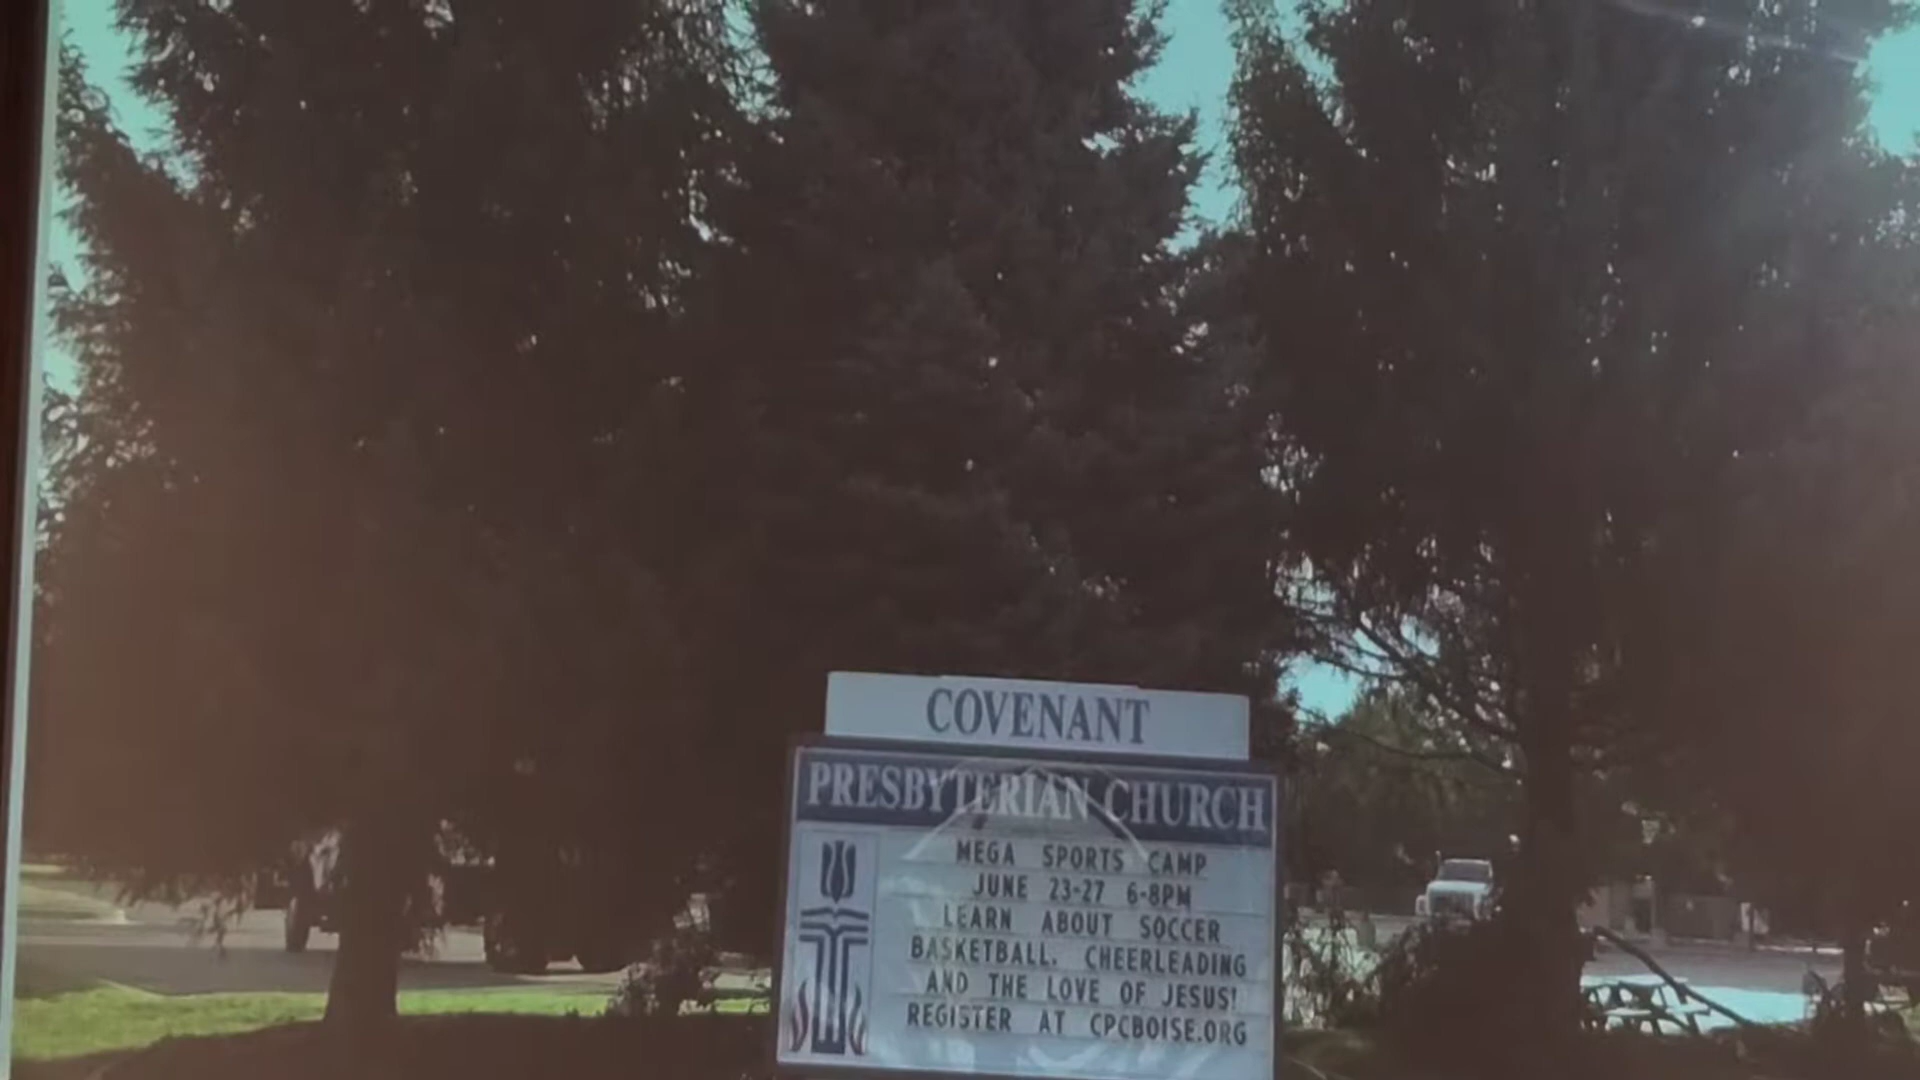 COVENANT
PRESBYTERIAN CHURCH
MEGA SPORTS CAMP
JUNE 23-27 6-8PM
LEARN ABOUT SOCCER
BASKETBALL, CHEERLEADING
AND THE LOVE OF JESUS!
REGISTER AT CPCBOISE.ORG